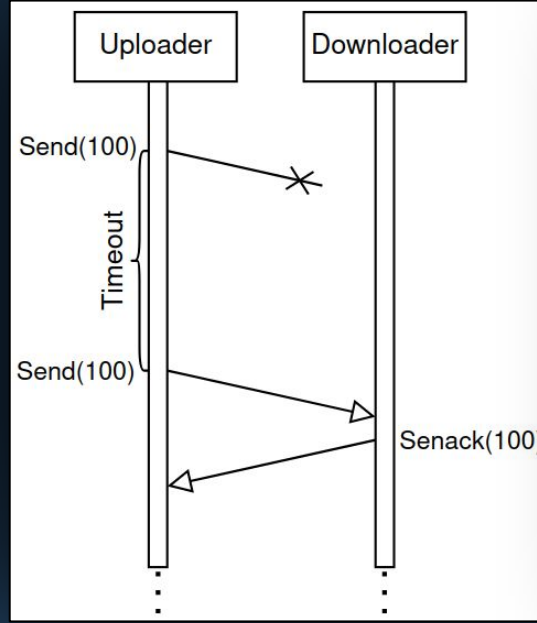 Uploader
Downloader
Send(100)
Timeout
Send(100)
Senack(100)